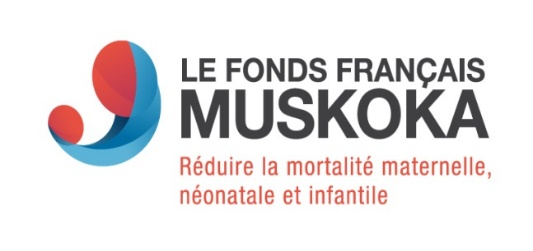 LE FONDS FRANÇAIS
MUSKOKA
Réduire la mortalité maternelle,
néonatale et infantile